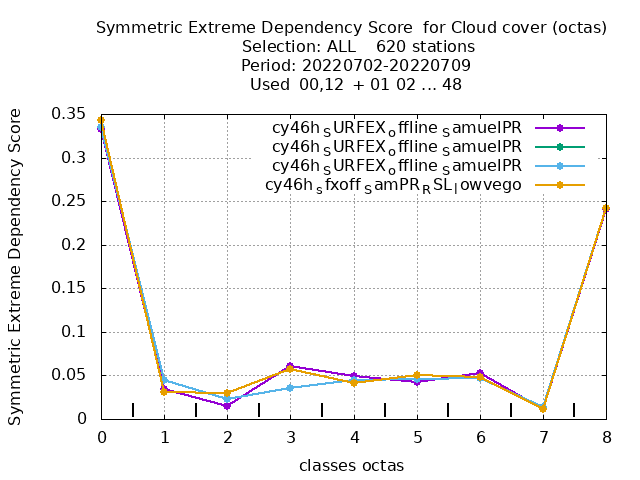 Symmetric Extreme Dependency Score  for Cloud cover (octas)
Selection: ALL    620 stations
Period: 20220702-20220709
Used  00,12  + 01 02 ... 48
Symmetric Extreme Dependency Score
0.35
0.3
0.25
0.2
0.15
0.1
0.05
0
cy46h_SURFEX_offline_SamuelPR
cy46h_SURFEX_offline_SamuelPR
cy46h_SURFEX_offline_SamuelPR
cy46h_sfxoff_SamPR_RSL_lowvego
0 1 2 3 4 5 6 7 8
classes octas